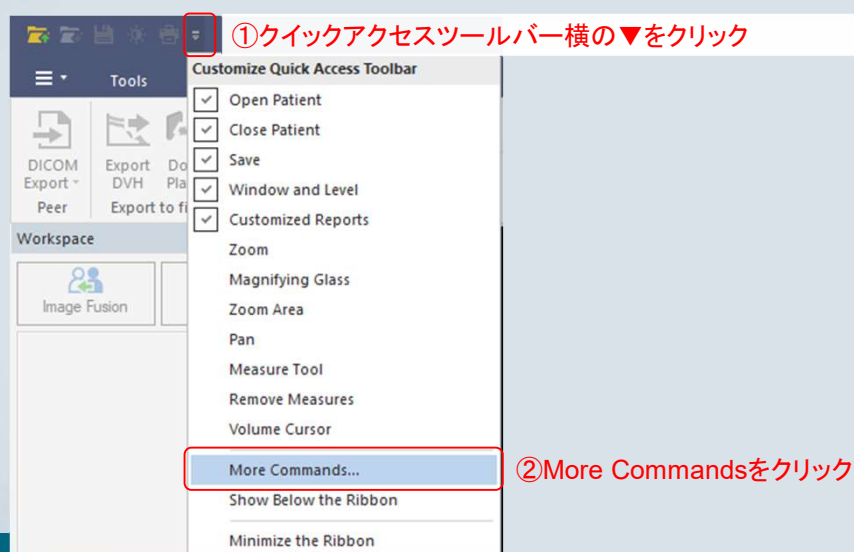 ①クイックアクセスツールバー横の▼をクリック
Customize Quick Access Toolbar
Tools
Open Patient
Close Patient
Save
Window and Level
Customized Reports
Zoom
Magnifying Glass
Zoom Area
Pan
Measure Tool
Remove Measures
Volume Cursor
More Commands...
②More Commandsをクリック
Show Below the Ribbon
Minimize the Ribbon
DICOM Export
Export DVH
Do
Pla
Peer
Export to fi
Workspace
Image Fusion